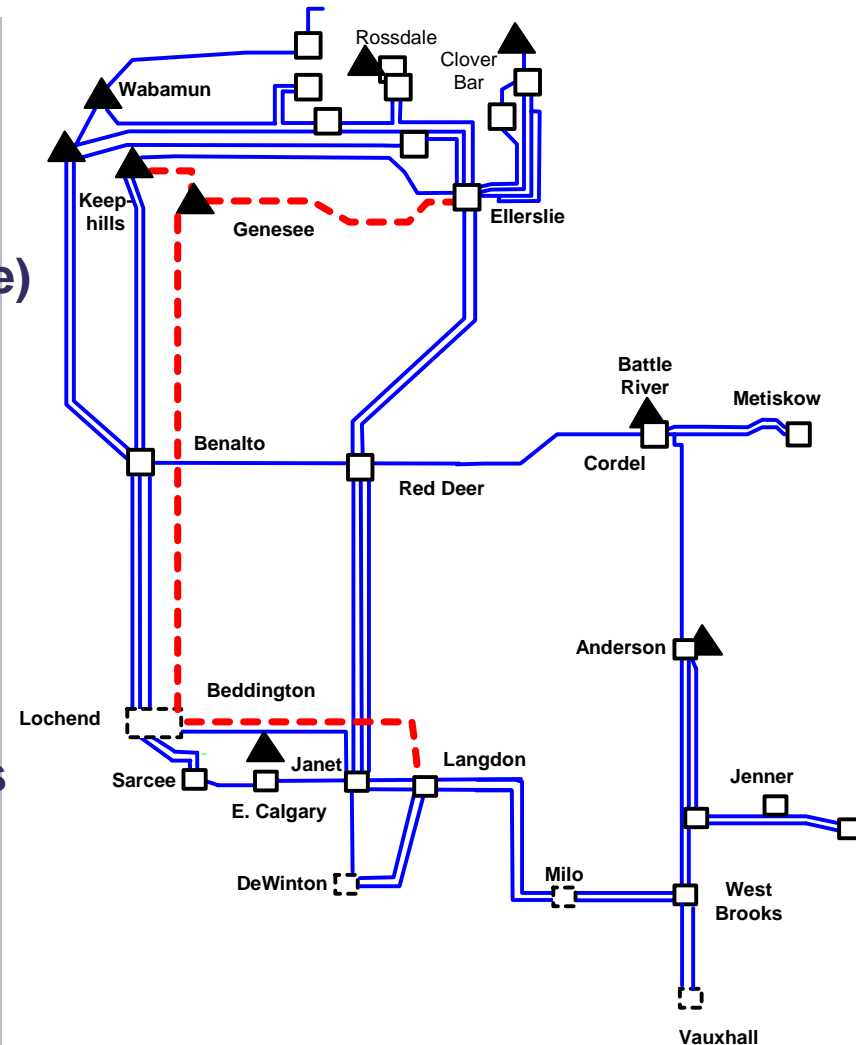 Rossdale
Clover
Bar
Wabamun
Keep-
hills
Genesee
Ellerslie
e)
Battle
River
Metiskow
Benalto
Cordel
Red Deer
Anderson
Beddington
Lochend
Janet
Langdon
s
Sarcee
E. Calgary
Jenner
DeWinton
Milo
West
Brooks
Vauxhall